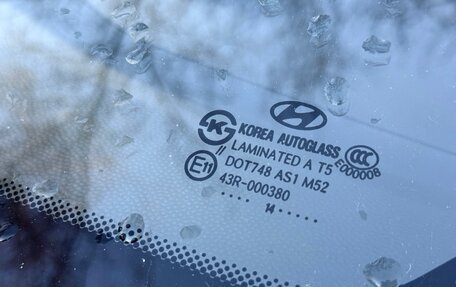 KOREA AUTOGLASS
LAMINATED A T5
E000008
DOT748 AS1 M52
E11
43R-000380
14